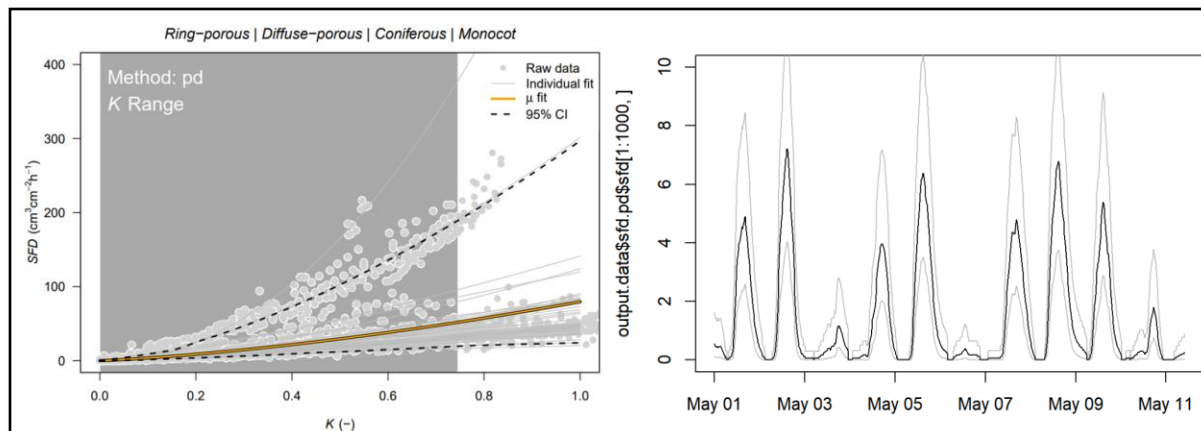 Ring−porous | Diffuse−porous | Coniferous | Monocot
Method: pd
K Range
Raw data
Individual fit
μ fit
95% CI
SFD (cm³cm⁻²h⁻¹)
400
300
200
100
0
0.0 0.2 0.4 0.6 0.8 1.0
K (−)
output.data$sfd.pd$sfd[1:1000, ]
10
8
6
4
2
0
May 01 May 03 May 05 May 07 May 09 May 11